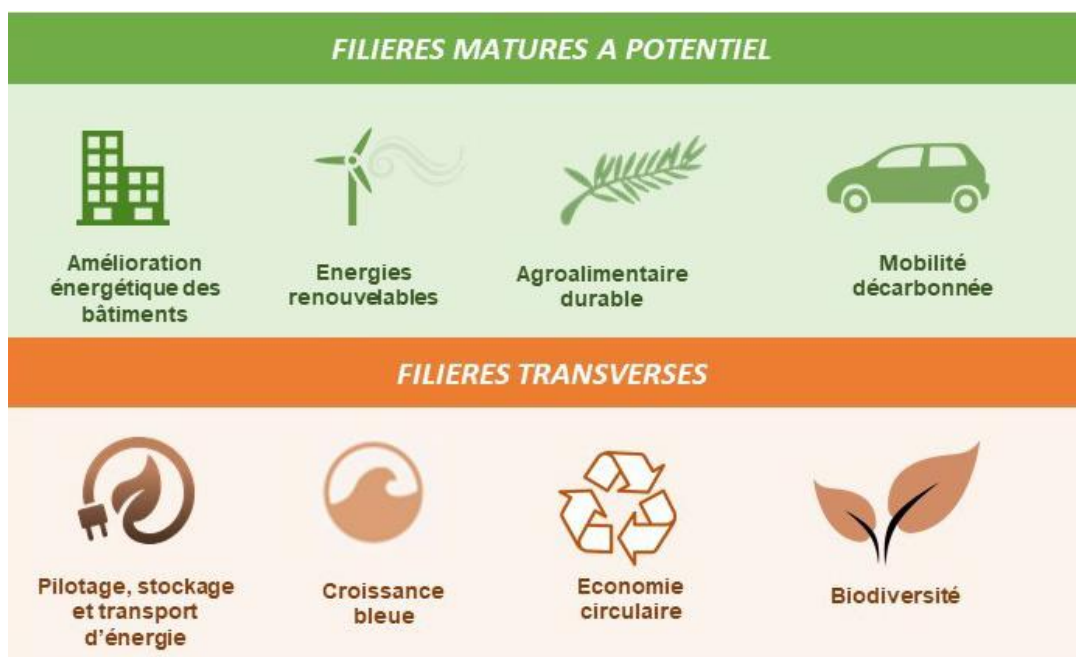 FILIERES MATURES A POTENTIEL
Amélioration
énergétique des
bâtiments
Energies
renouvelables
Agroalimentaire
durable
Mobilité
décarbonnée
FILIERES TRANSVERSES
Pilotage, stockage
et transport
d’énergie
Croissance
bleue
Economie
circulaire
Biodiversité